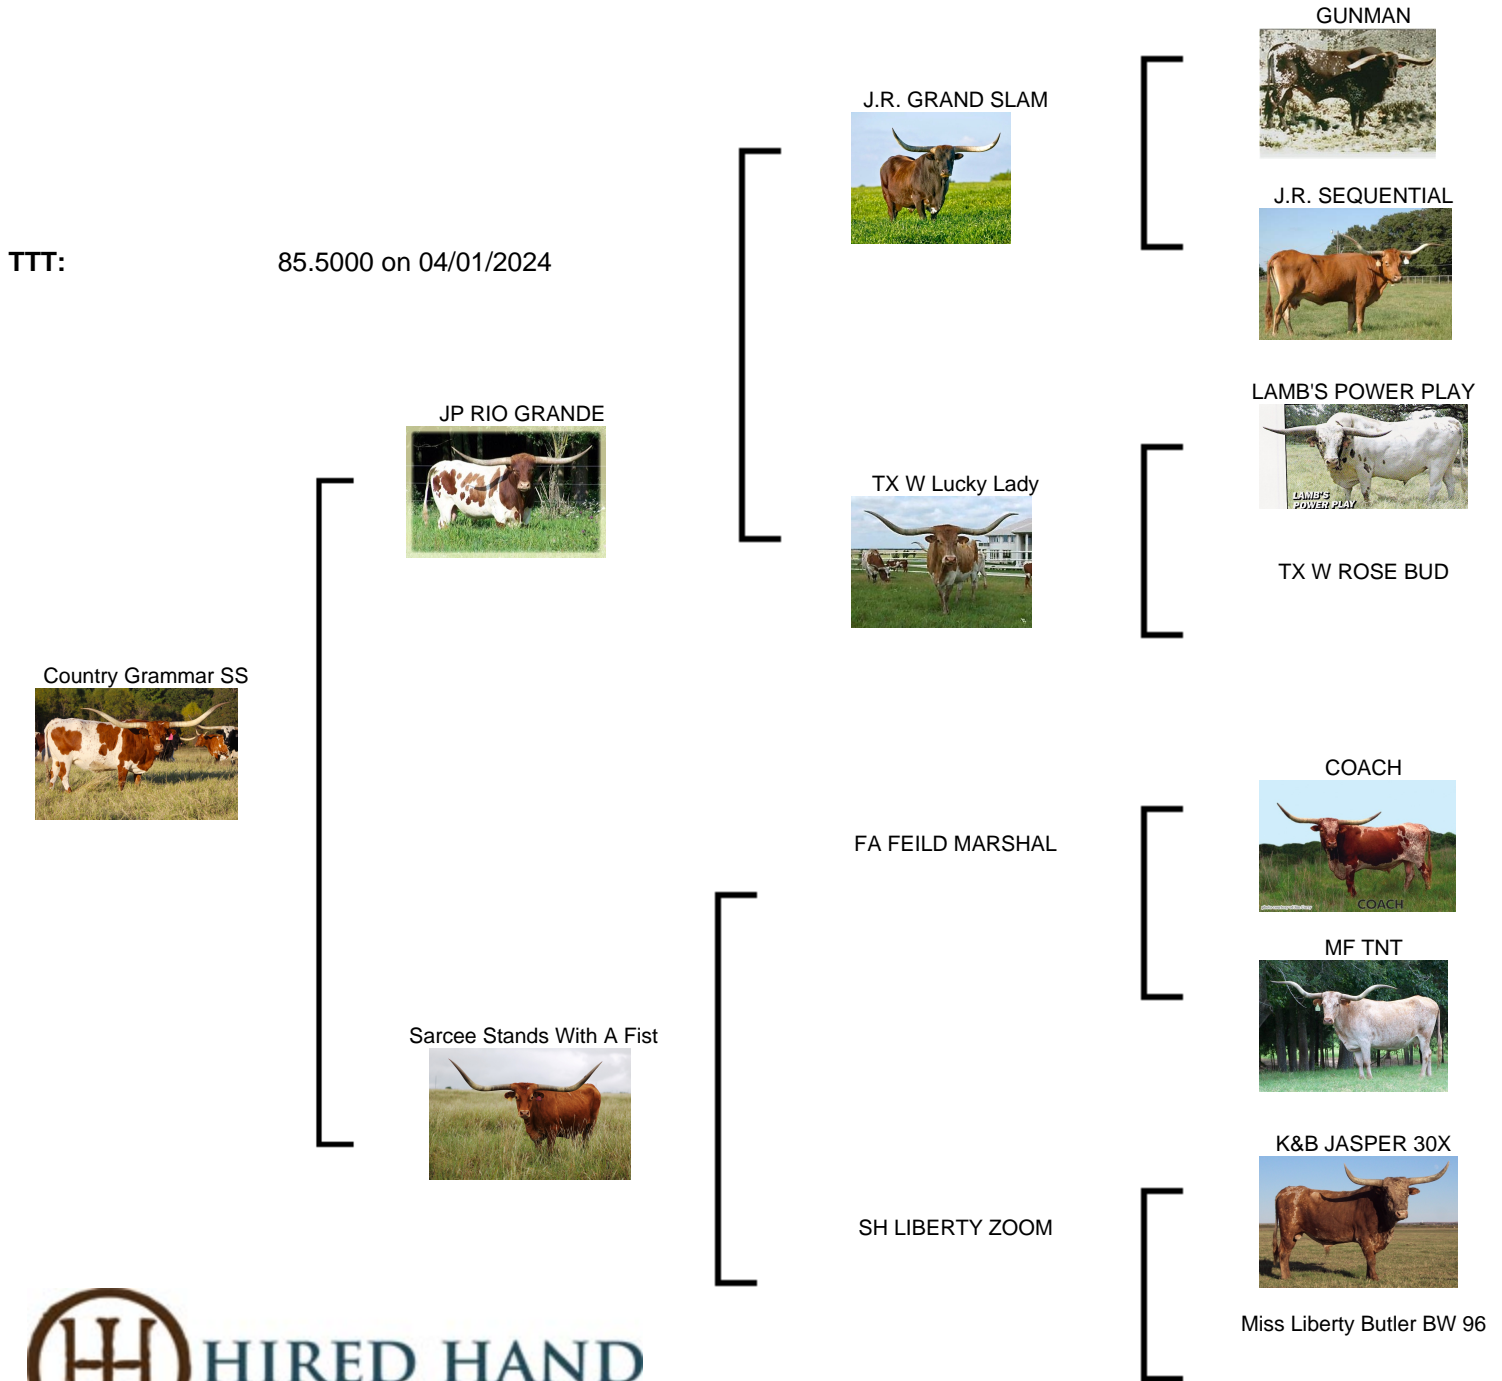 GUNMAN
J.R. GRAND SLAM
J.R. SEQUENTIAL
TTT: 85.5000 on 04/01/2024
LAMB'S POWER PLAY
JP RIO GRANDE
TX W Lucky Lady
LAMB'S
POWER PLAY
TX W ROSE BUD
Country Grammar SS
COACH
FA FEILD MARSHAL
COACH
MF TNT
Sarcee Stands With A Fist
K&B JASPER 30X
SH LIBERTY ZOOM
Miss Liberty Butler BW 96
HIRED HAND